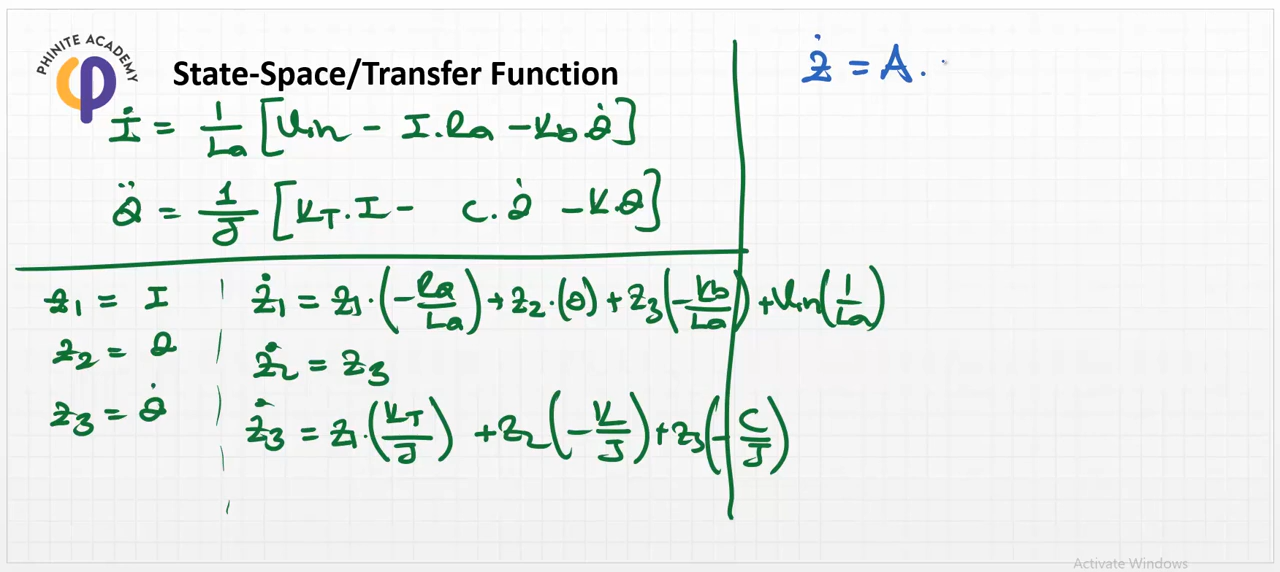 PHINITE ACADEMY
State-Space/Transfer Function
İ = 1/La [Vin - I.Ra - Kb θ̇]
θ̈ = 1/J [KT.I - C.θ̇ - K.θ]
z1 = I
z2 = θ
z3 = θ̇
ż1 = z1.(-Ra/La) + z2.(0) + z3(-Kb/La) + Vin(1/La)
ż2 = z3
ż3 = z1.(KT/J) + z2(-K/J) + z3(-C/J)
ż = A.
Activate Windows